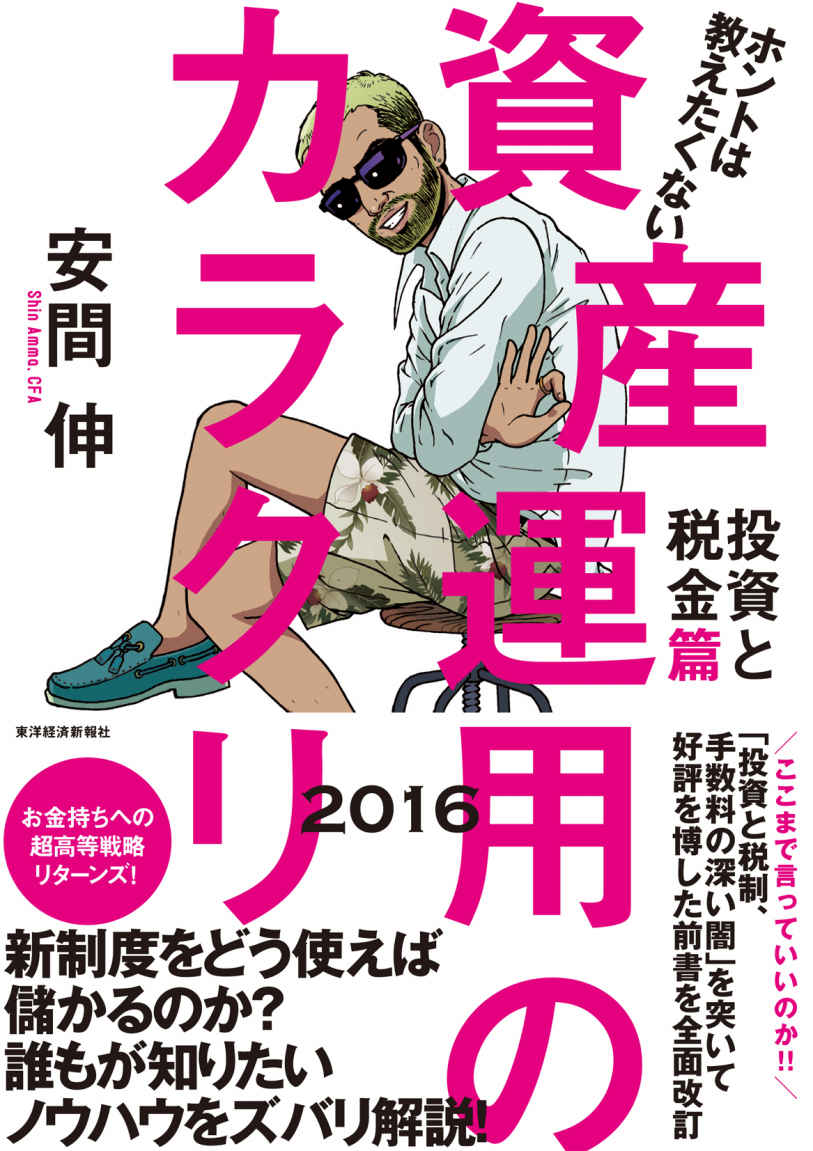 ホントは
教えたくない
資産運用の
カラクリ
投資と
税金篇
2016
安間 伸
Shin Amma, CFA
東洋経済新報社
お金持ちへの
超高等戦略
リターンズ!
／ここまで言っていいのか!!＼
「投資と税制、
手数料の深い闇」を突いて
好評を博した前書を全面改訂
新制度をどう使えば
儲かるのか?
誰もが知りたい
ノウハウをズバリ解説!